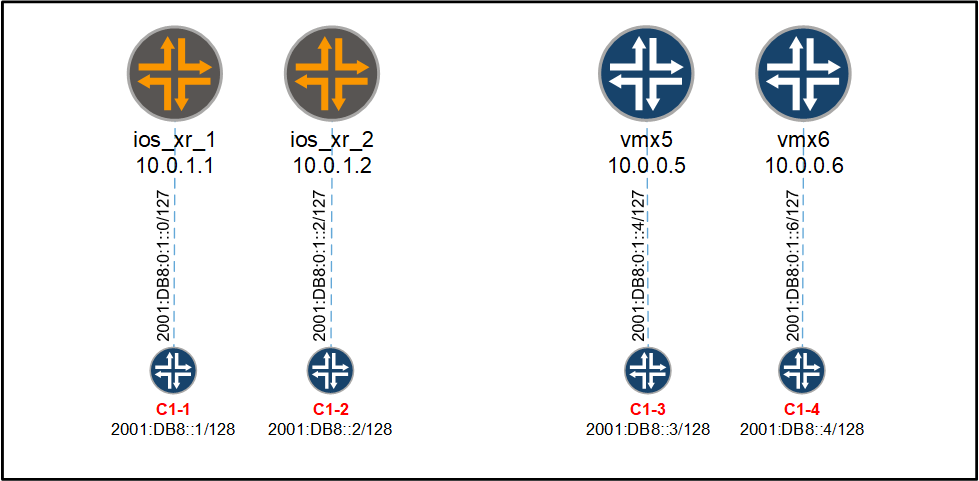 ios_xr_1
10.0.1.1
ios_xr_2
10.0.1.2
vmx5
10.0.0.5
vmx6
10.0.0.6
2001:DB8:0:1::0/127
2001:DB8:0:1::2/127
2001:DB8:0:1::4/127
2001:DB8:0:1::6/127
C1-1
2001:DB8::1/128
C1-2
2001:DB8::2/128
C1-3
2001:DB8::3/128
C1-4
2001:DB8::4/128